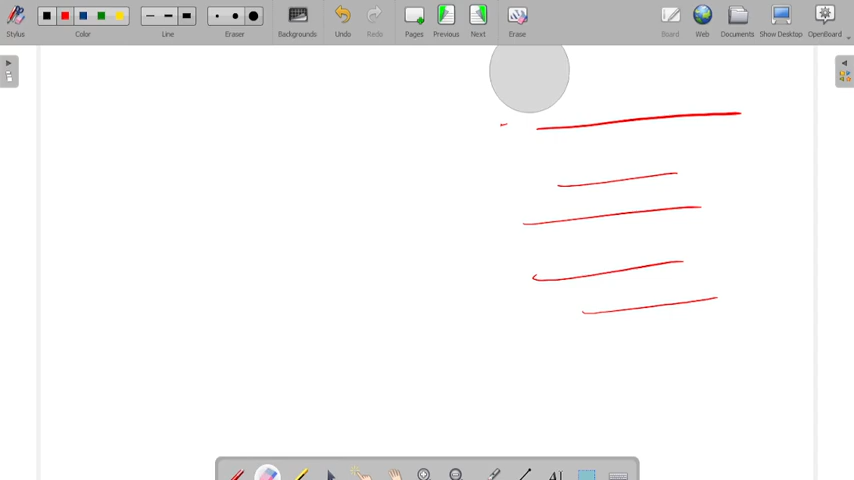 Stylus
Color
Line
Eraser
Backgrounds
Undo
Redo
Pages
Previous
Next
Erase
Board
Web
Documents
Show Desktop
OpenBoard